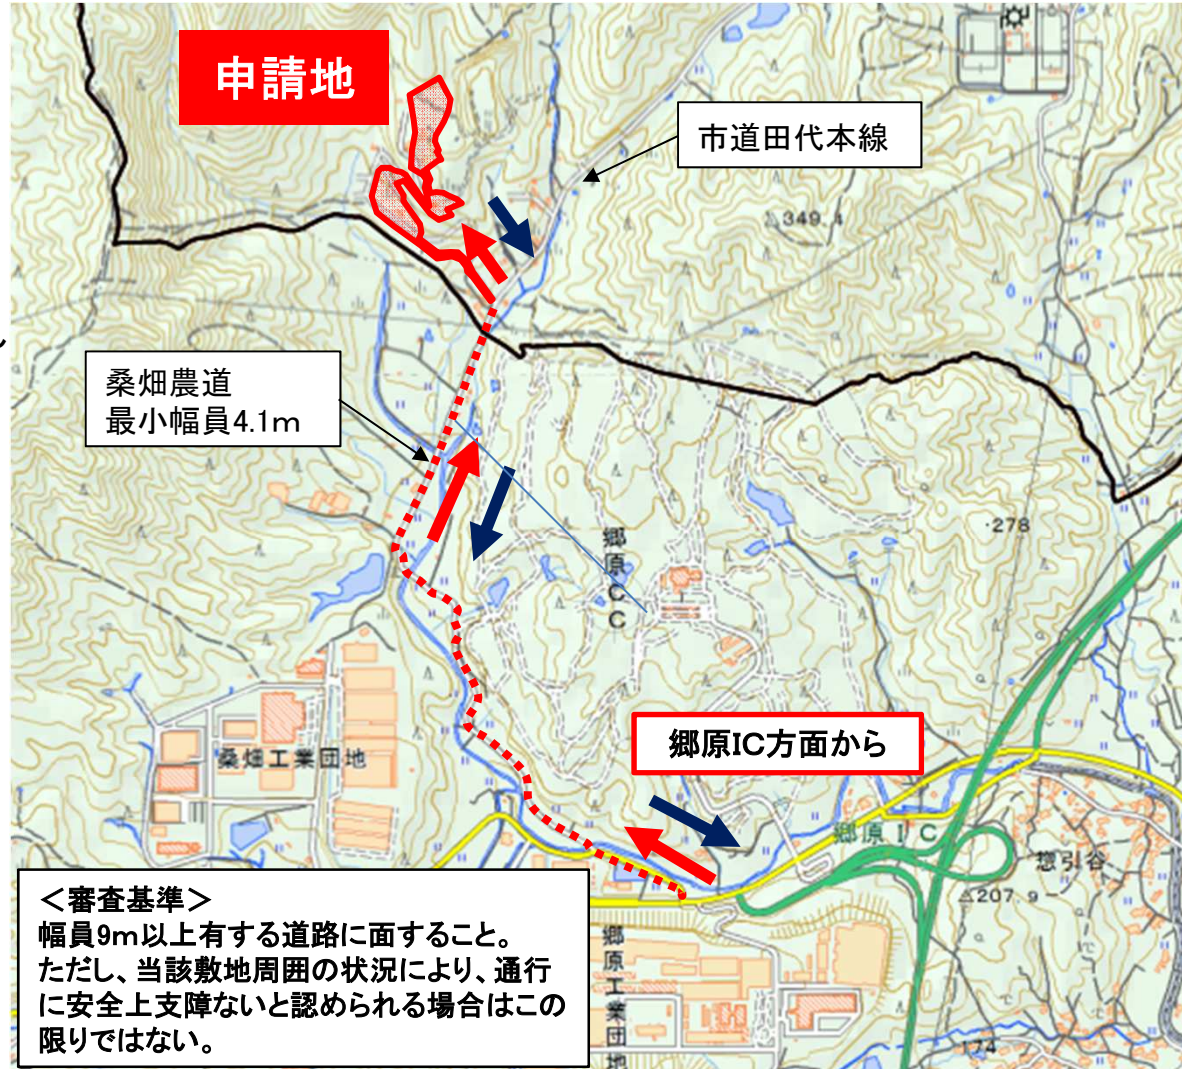 申請地
市道田代本線
349.4
桑畑農道
最小幅員4.1m
・278
郷原CC
桑畑工業団地
郷原IC方面から
郷原IC
惣引谷
207.9
郷原工業団地
174
＜審査基準＞
幅員9m以上有する道路に面すること。
ただし、当該敷地周囲の状況により、通行
に安全上支障ないと認められる場合はこの
限りではない。